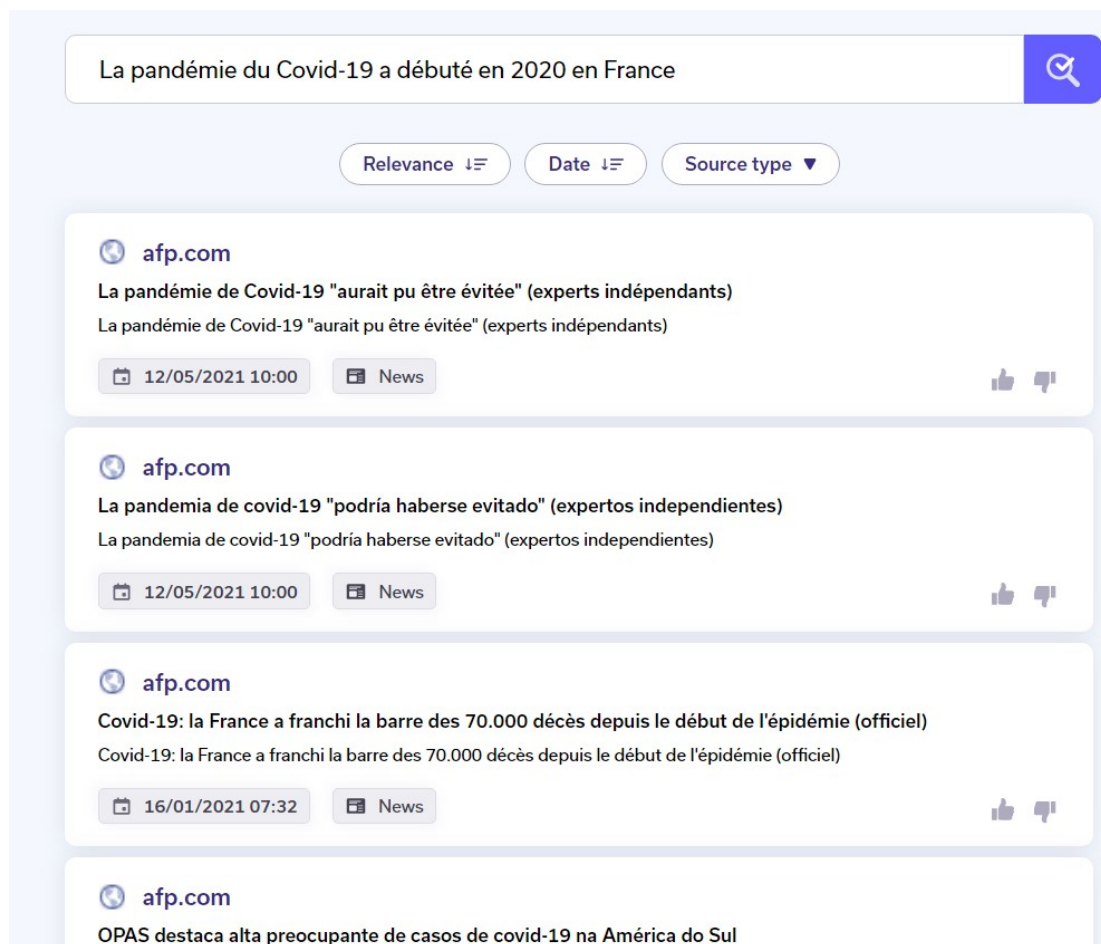 La pandémie du Covid-19 a débuté en 2020 en France
Relevance Date Source type
afp.com
La pandémie de Covid-19 "aurait pu être évitée" (experts indépendants)
La pandémie de Covid-19 "aurait pu être évitée" (experts indépendants)
12/05/2021 10:00 News
afp.com
La pandemia de covid-19 "podría haberse evitado" (expertos independientes)
La pandemia de covid-19 "podría haberse evitado" (expertos independientes)
12/05/2021 10:00 News
afp.com
Covid-19: la France a franchi la barre des 70.000 décès depuis le début de l'épidémie (officiel)
Covid-19: la France a franchi la barre des 70.000 décès depuis le début de l'épidémie (officiel)
16/01/2021 07:32 News
afp.com
OPAS destaca alta preocupante de casos de covid-19 na América do Sul